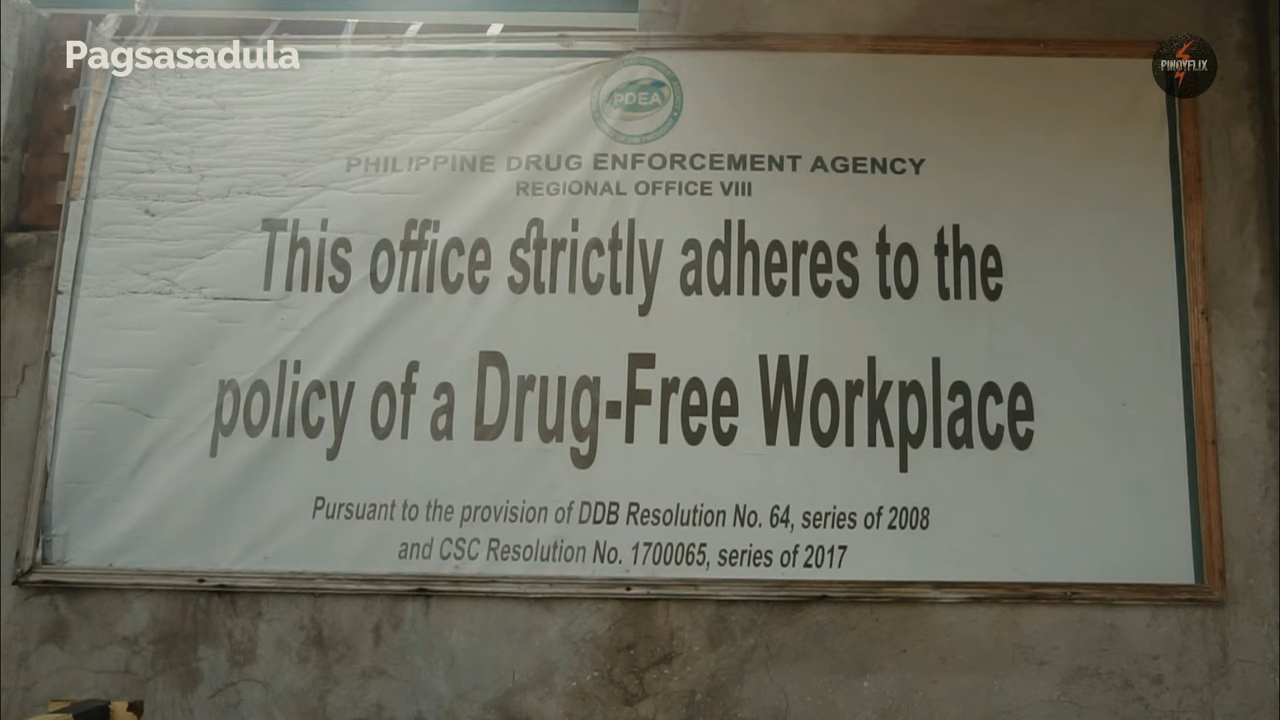 Pagsasadula
PINOYFLIX
PDEA
PHILIPPINE DRUG ENFORCEMENT AGENCY
REGIONAL OFFICE VIII
This office strictly adheres to the
policy of a Drug-Free Workplace
Pursuant to the provision of DDB Resolution No. 64, series of 2008
and CSC Resolution No. 1700065, series of 2017